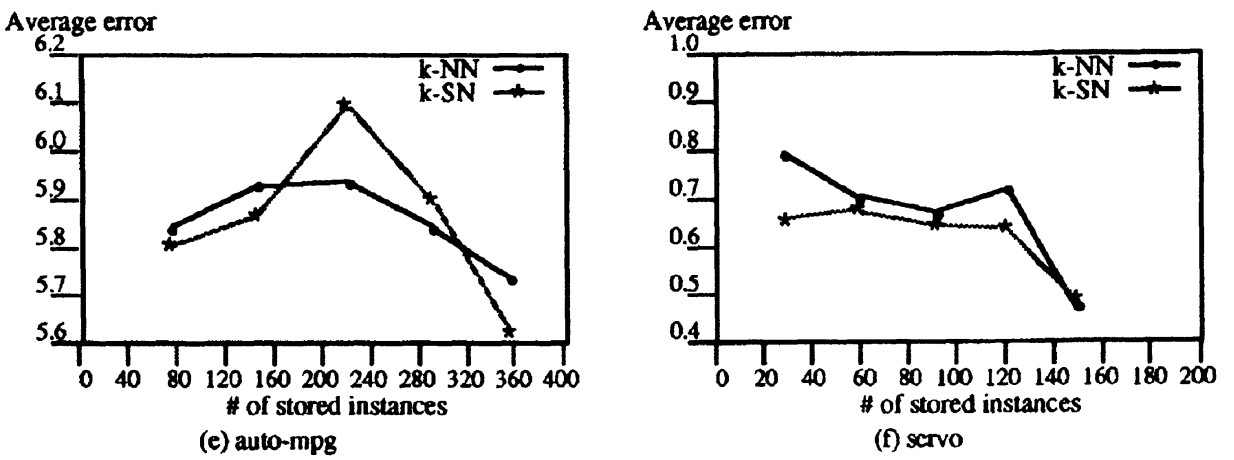 Average error
6.2
6.1
6.0
5.9
5.8
5.7
5.6
k-NN
k-SN
0 40 80 120 160 200 240 280 320 360 400
# of stored instances
(e) auto-mpg
Average error
1.0
0.9
0.8
0.7
0.6
0.5
0.4
k-NN
k-SN
0 20 40 60 80 100 120 140 160 180 200
# of stored instances
(f) servo